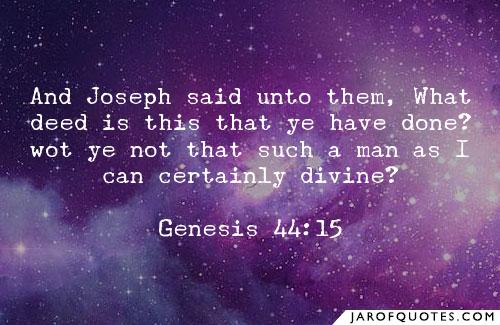 And Joseph said unto them, What
deed is this that ye have done?
wot ye not that such a man as I
can certainly divine?
Genesis 44:15
JAROFQUOTES.COM